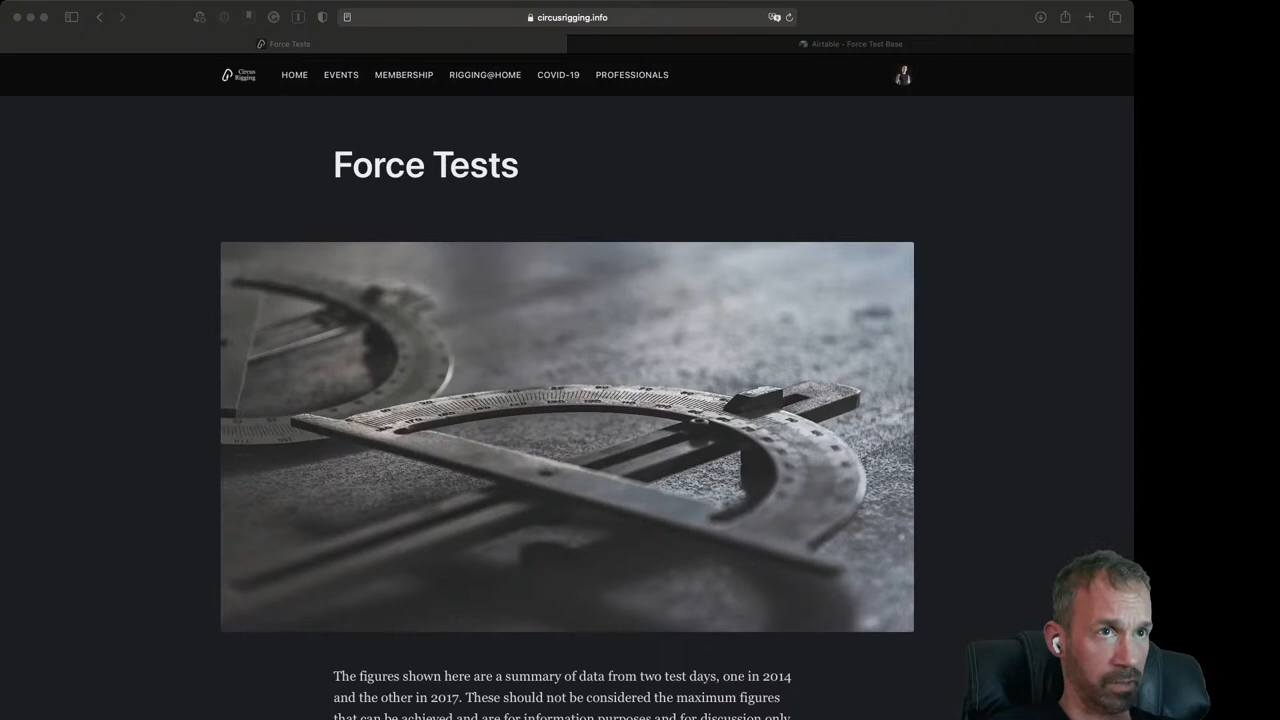 circusrigging.info
Force Tests
Airtable - Force Test Base
Circus
Rigging
HOME
EVENTS
MEMBERSHIP
RIGGING@HOME
COVID-19
PROFESSIONALS
Force Tests
The figures shown here are a summary of data from two test days, one in 2014
and the other in 2017. These should not be considered the maximum figures
that can be achieved and are for information purposes and for discussion only